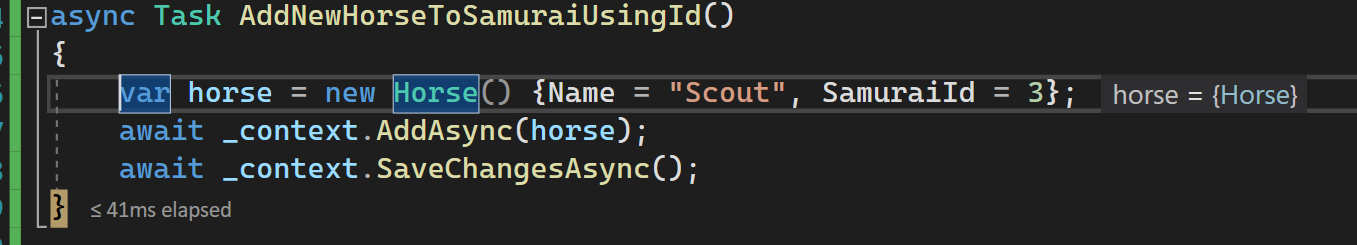 async Task AddNewHorseToSamuraiUsingId()
{
var horse = new Horse() {Name = "Scout", SamuraiId = 3}; horse = {Horse}
await _context.AddAsync(horse);
await _context.SaveChangesAsync();
} ≤ 41ms elapsed